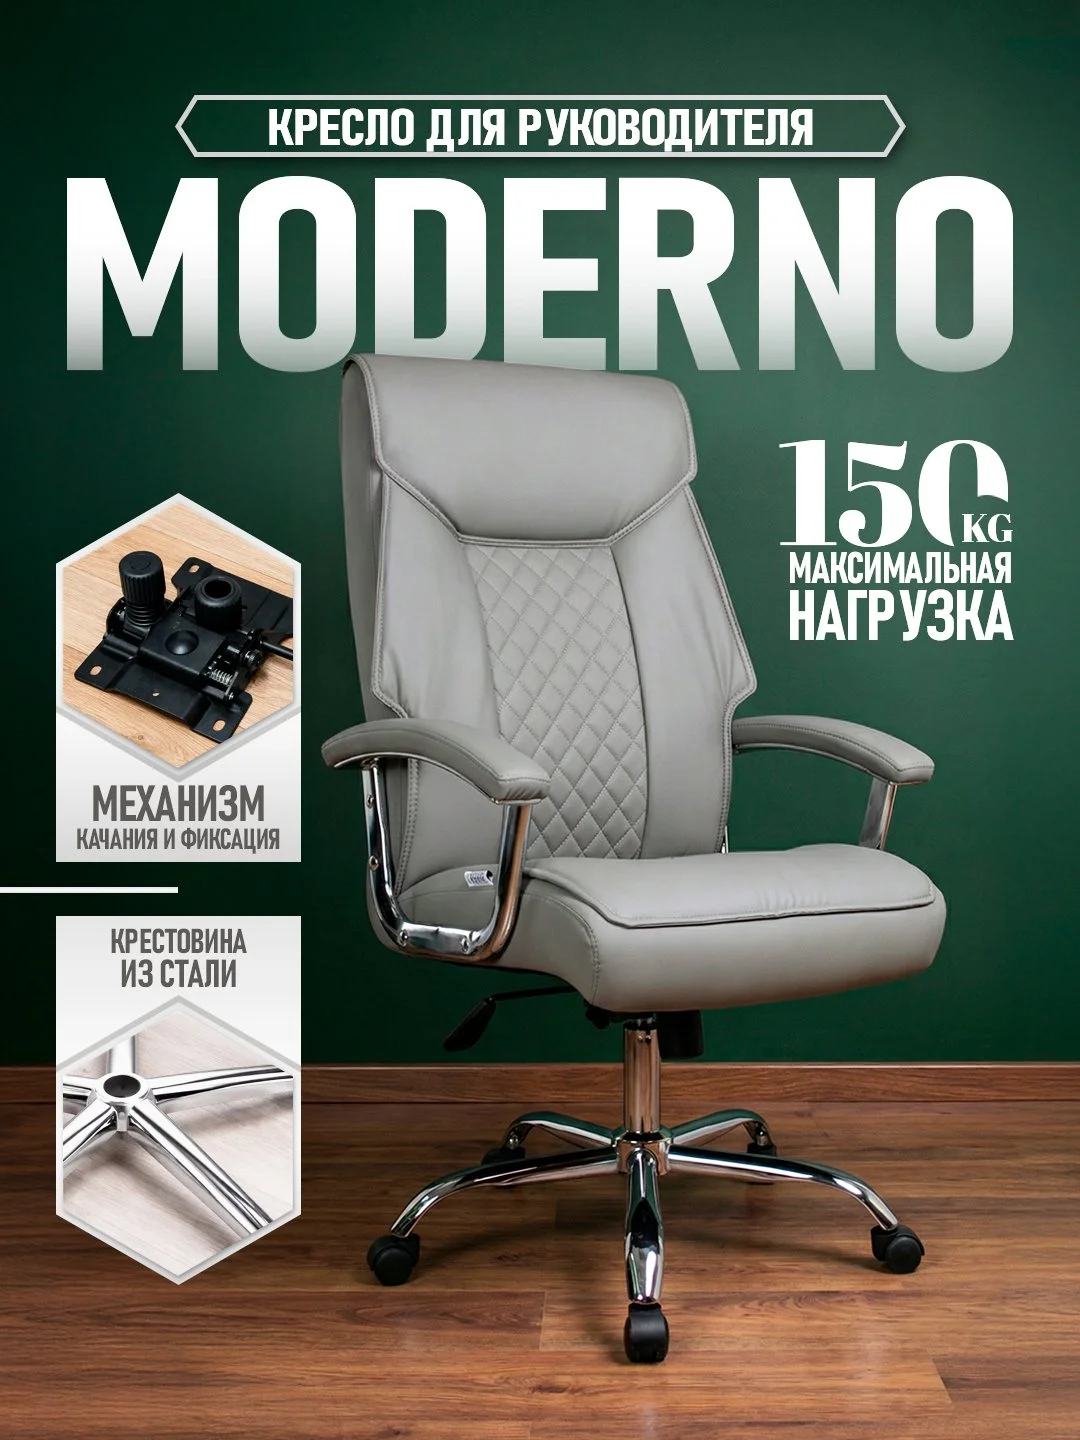 КРЕСЛО ДЛЯ РУКОВОДИТЕЛЯ
MODERNO
150 KG
МАКСИМАЛЬНАЯ
НАГРУЗКА
МЕХАНИЗМ
КАЧАНИЯ И ФИКСАЦИЯ
КРЕСТОВИНА
ИЗ СТАЛИ